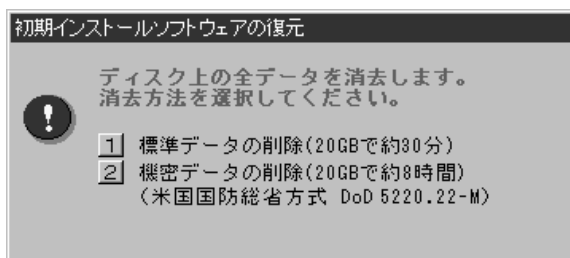 初期インストールソフトウェアの復元
ディスク上の全データを消去します。
消去方法を選択してください。
1 標準データの削除(20GBで約30分)
2 機密データの削除(20GBで約8時間)
(米国国防総省方式 DoD 5220.22-M)